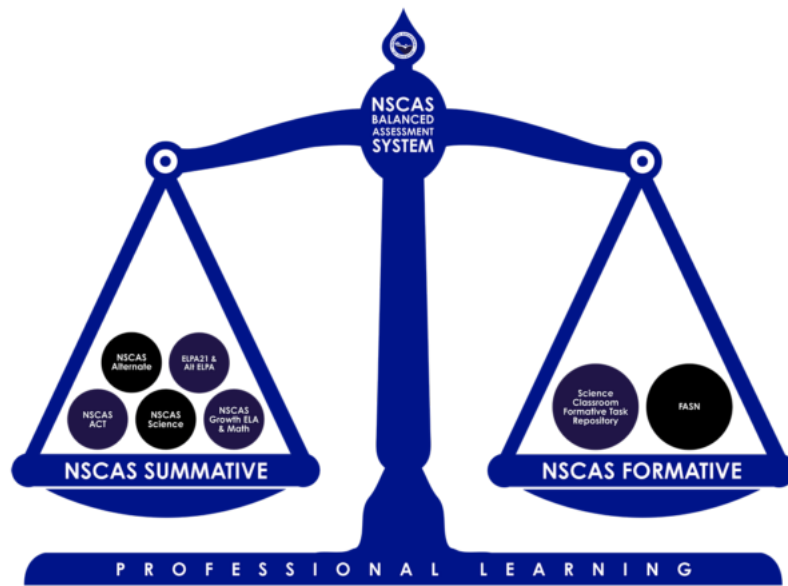 NSCAS
BALANCED
ASSESSMENT
SYSTEM
NSCAS
Alternate
ELPA21 &
Alt ELPA
NSCAS
ACT
NSCAS
Science
NSCAS
Growth ELA
& Math
NSCAS SUMMATIVE
Science
Classroom
Formative Task
Repository
FASN
NSCAS FORMATIVE
PROFESSIONAL LEARNING